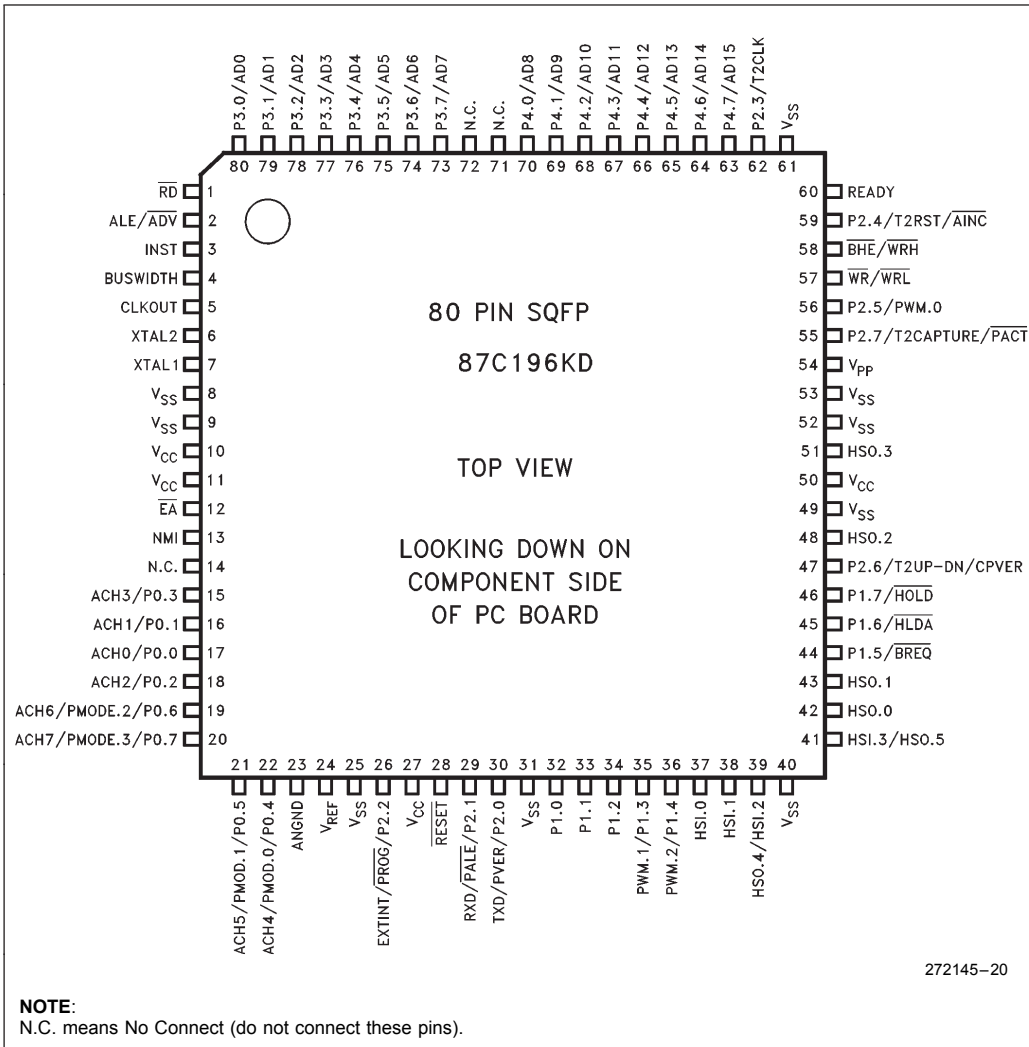 P3.0/AD0
P3.1/AD1
P3.2/AD2
P3.3/AD3
P3.4/AD4
P3.5/AD5
P3.6/AD6
P3.7/AD7
N.C.
N.C.
P4.0/AD8
P4.1/AD9
P4.2/AD10
P4.3/AD11
P4.4/AD12
P4.5/AD13
P4.6/AD14
P4.7/AD15
P2.3/T2CLK
VSS
80 79 78 77 76 75 74 73 72 71 70 69 68 67 66 65 64 63 62 61
RD 1
ALE/ADV 2
INST 3
BUSWIDTH 4
CLKOUT 5
XTAL2 6
XTAL1 7
VSS 8
VSS 9
VCC 10
VCC 11
EA 12
NMI 13
N.C. 14
ACH3/P0.3 15
ACH1/P0.1 16
ACH0/P0.0 17
ACH2/P0.2 18
ACH6/PMODE.2/P0.6 19
ACH7/PMODE.3/P0.7 20
80 PIN SQFP
87C196KD
TOP VIEW
LOOKING DOWN ON
COMPONENT SIDE
OF PC BOARD
60 READY
59 P2.4/T2RST/AINC
58 BHE/WRH
57 WR/WRL
56 P2.5/PWM.0
55 P2.7/T2CAPTURE/PACT
54 VPP
53 VSS
52 VSS
51 HSO.3
50 VCC
49 VSS
48 HSO.2
47 P2.6/T2UP-DN/CPVER
46 P1.7/HOLD
45 P1.6/HLDA
44 P1.5/BREQ
43 HSO.1
42 HSO.0
41 HSI.3/HSO.5
21 22 23 24 25 26 27 28 29 30 31 32 33 34 35 36 37 38 39 40
ACH5/PMOD.1/P0.5
ACH4/PMOD.0/P0.4
ANGND
VREF
VSS
EXTINT/PROG/P2.2
VCC
RESET
RXD/PALE/P2.1
TXD/PVER/P2.0
VSS
P1.0
P1.1
P1.2
PWM.1/P1.3
PWM.2/P1.4
HSI.0
HSI.1
HSO.4/HSI.2
VSS
272145-20
NOTE:
N.C. means No Connect (do not connect these pins).